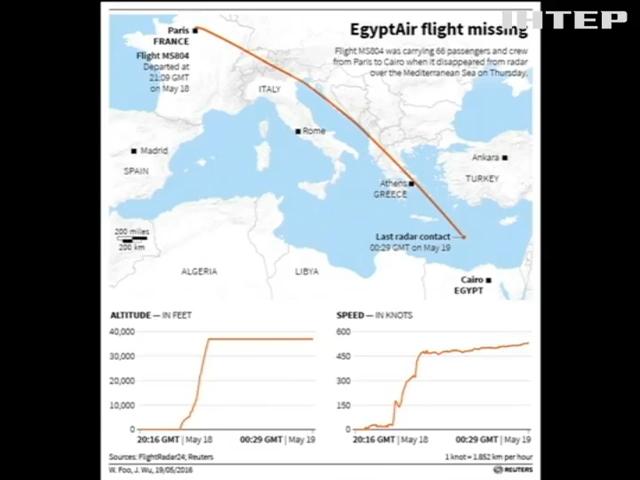 EgyptAir flight missing
ІНТЕР
Flight MS804 was carrying 66 passengers and crew
from Paris to Cairo when it disappeared from radar
over the Mediterranean Sea on Thursday.
Paris
FRANCE
Flight MS804
Departed at
21:09 GMT
on May 18
ITALY
Rome
Madrid
SPAIN
Ankara
TURKEY
Athens
GREECE
200 miles
200 km
Last radar contact
00:29 GMT on May 19
ALGERIA
LIBYA
Cairo
EGYPT
ALTITUDE — IN FEET
40,000
30,000
20,000
10,000
0
20:16 GMT | May 18
00:29 GMT | May 19
SPEED — IN KNOTS
600
450
300
150
0
20:16 GMT | May 18
00:29 GMT | May 19
Sources: FlightRadar24; Reuters
1 knot = 1.852 km per hour
W. Foo, J. Wu, 19/05/2016
REUTERS